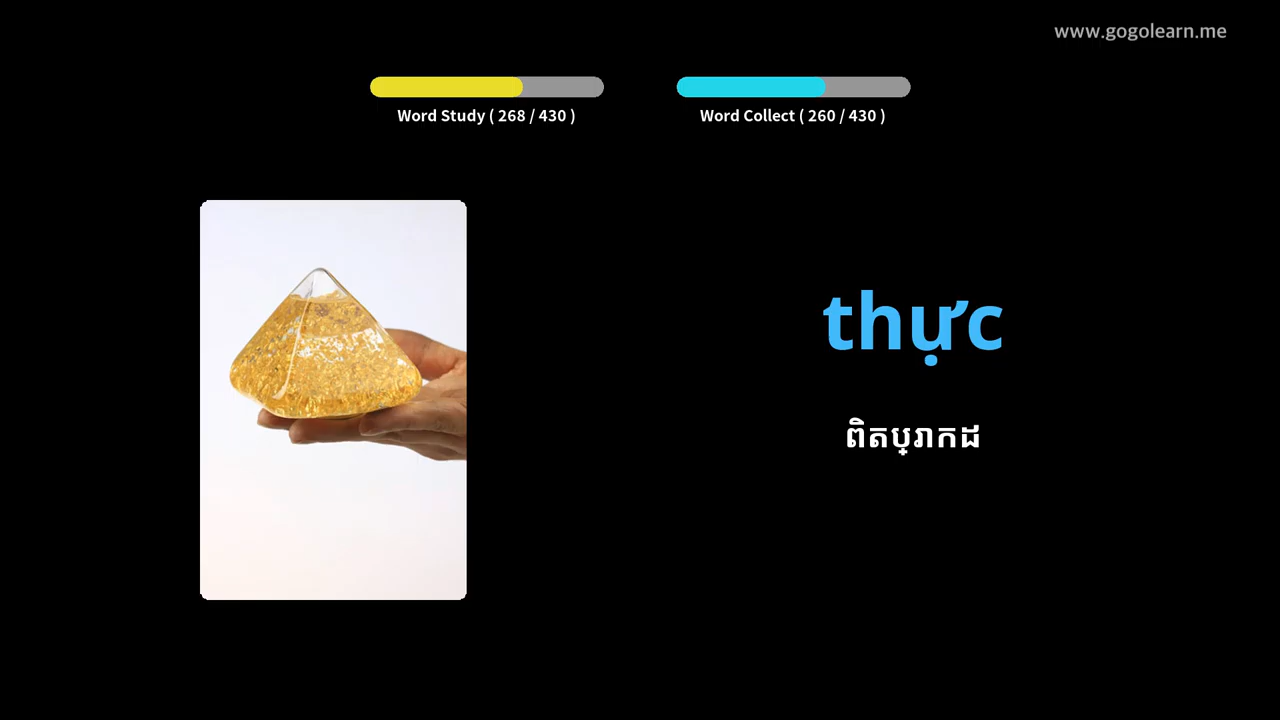 www.gogolearn.me
Word Study ( 268 / 430 )
Word Collect ( 260 / 430 )
thực
ពិតប្រាកដ